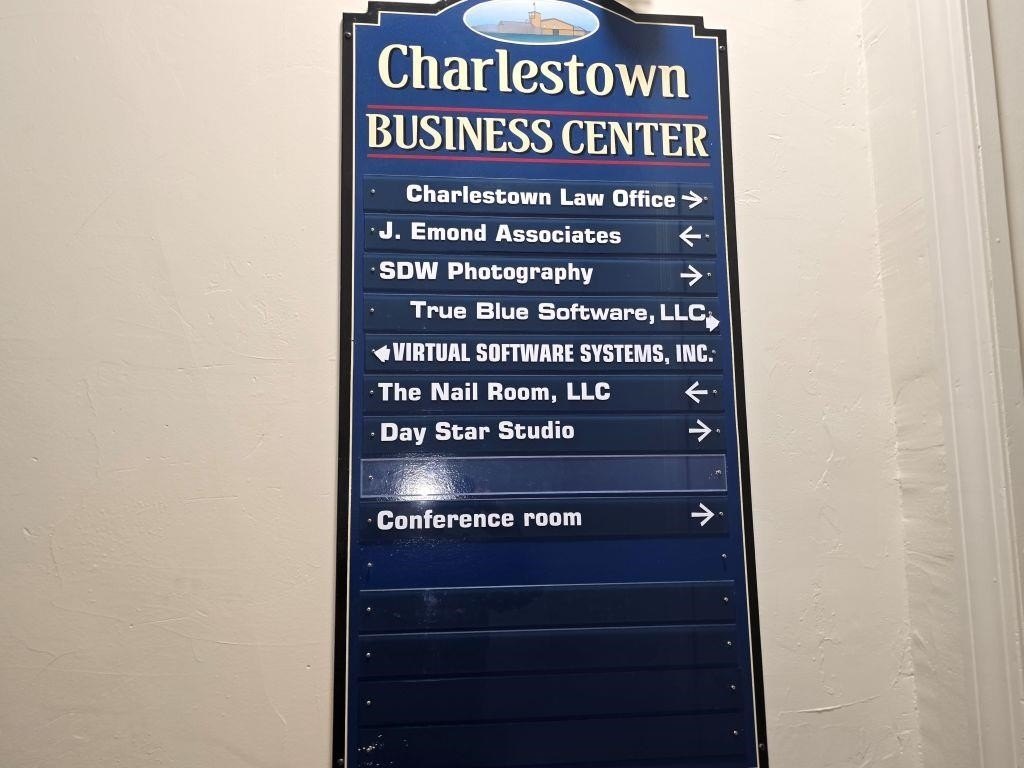 Charlestown
BUSINESS CENTER
Charlestown Law Office →
J. Emond Associates ←
SDW Photography →
True Blue Software, LLC →
← VIRTUAL SOFTWARE SYSTEMS, INC.
The Nail Room, LLC ←
Day Star Studio →
Conference room →